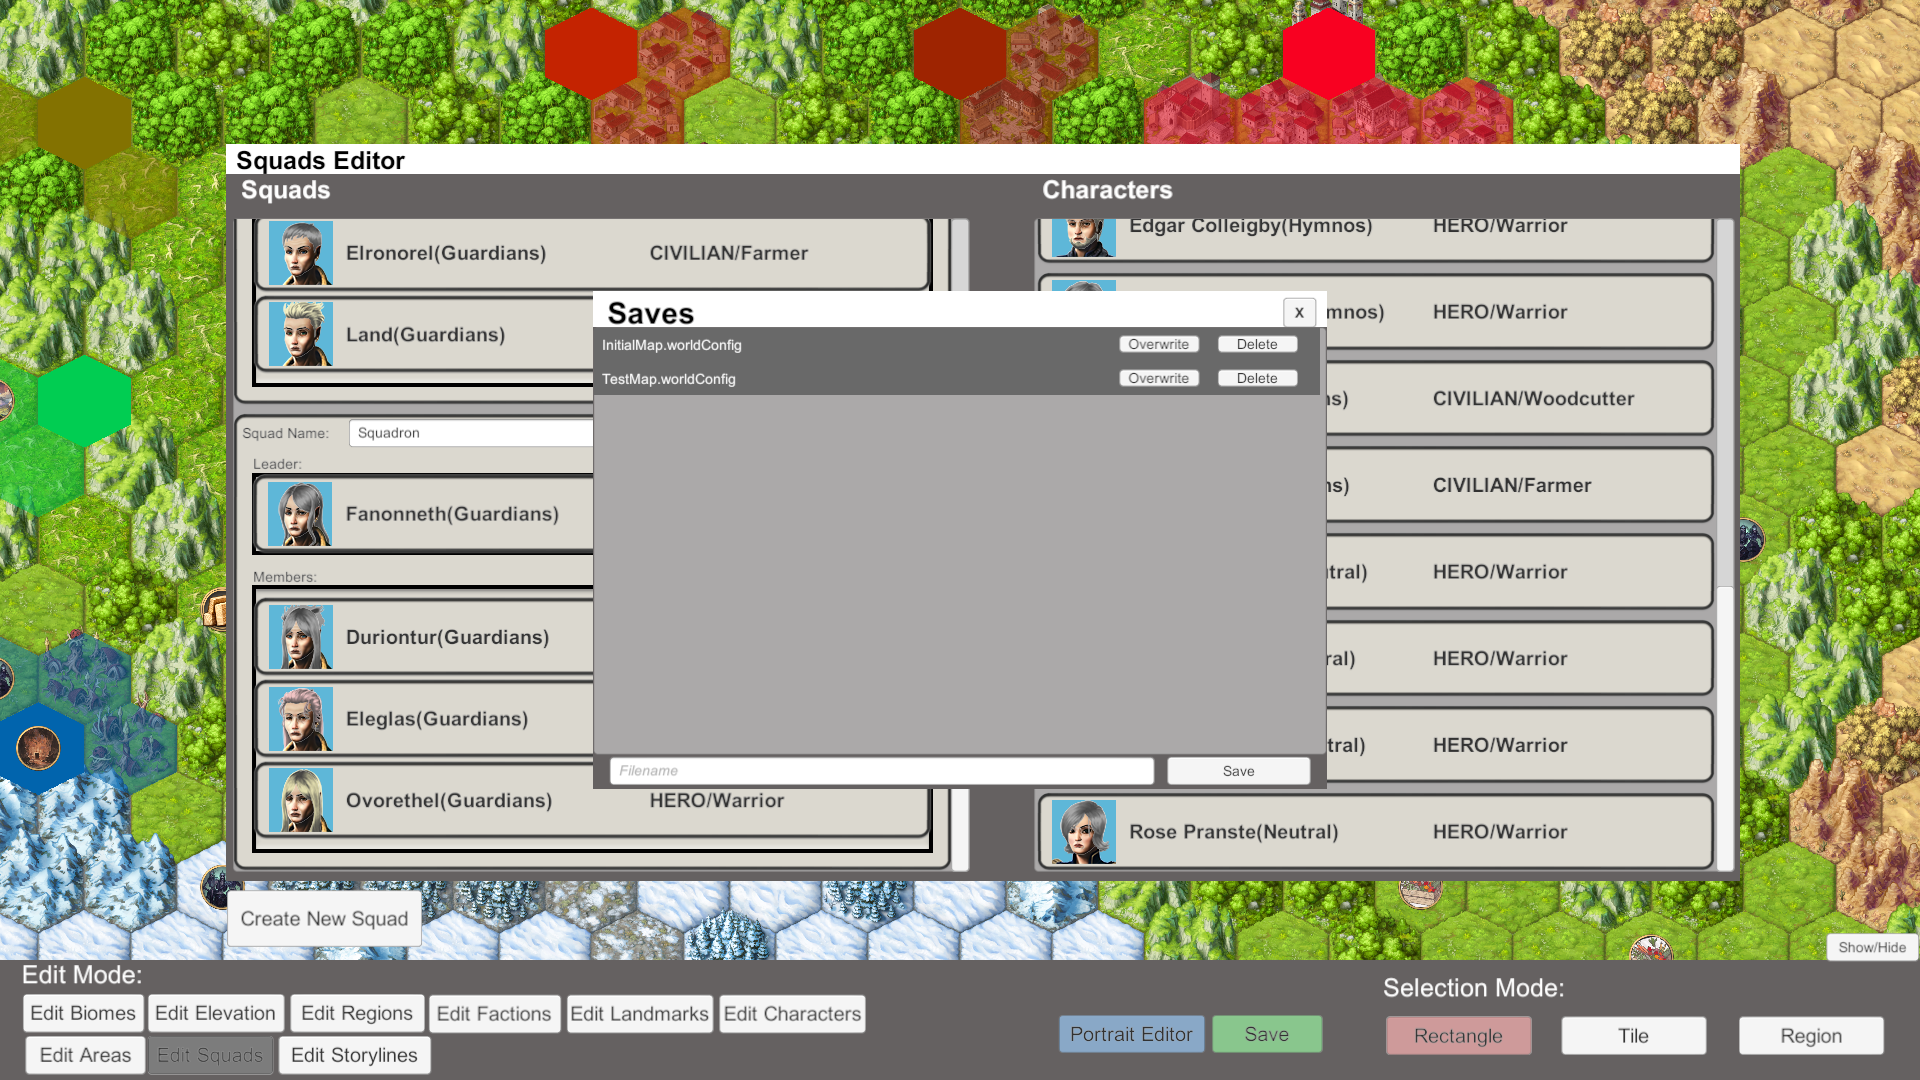 Squads Editor
Squads
Characters
Elronorel(Guardians) CIVILIAN/Farmer
Land(Guardians)
Squad Name: Squadron
Leader:
Fanonneth(Guardians)
Members:
Duriontur(Guardians)
Eleglas(Guardians)
Ovorethel(Guardians) HERO/Warrior
Edgar Colleigby(Hymnos) HERO/Warrior
mnos) HERO/Warrior
ns) CIVILIAN/Woodcutter
ns) CIVILIAN/Farmer
tral) HERO/Warrior
ral) HERO/Warrior
tral) HERO/Warrior
Rose Pranste(Neutral) HERO/Warrior
Saves
X
InitialMap.worldConfig Overwrite Delete
TestMap.worldConfig Overwrite Delete
Filename Save
Create New Squad
Show/Hide
Edit Mode:
Edit Biomes Edit Elevation Edit Regions Edit Factions Edit Landmarks Edit Characters
Edit Areas Edit Squads Edit Storylines
Portrait Editor Save
Selection Mode:
Rectangle Tile Region